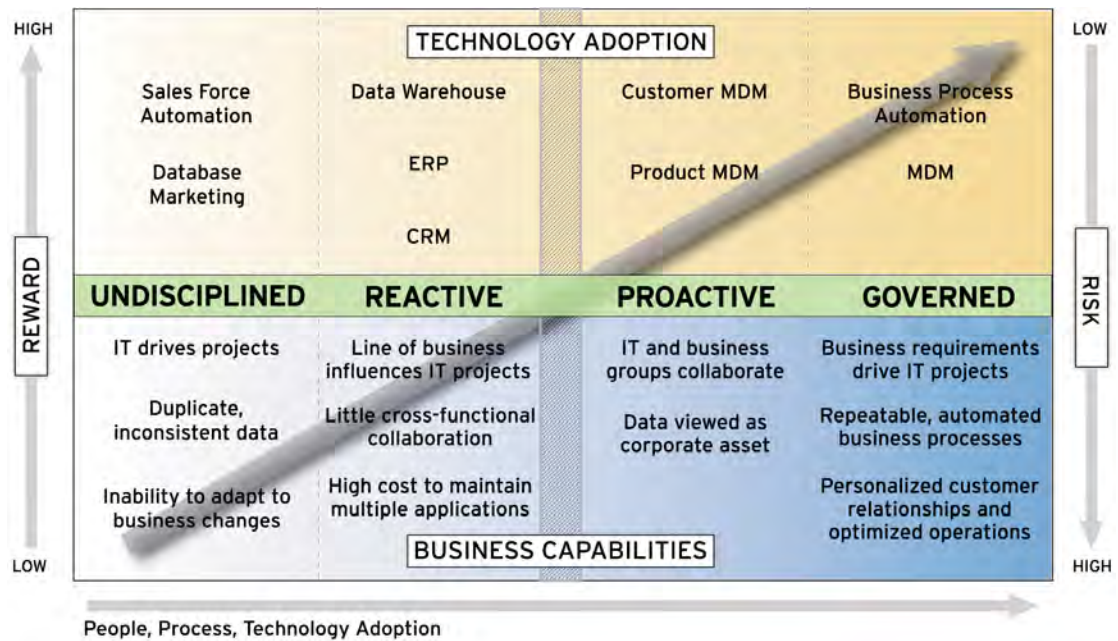 HIGH
TECHNOLOGY ADOPTION
LOW
Sales Force
Automation
Data Warehouse
Customer MDM
Business Process
Automation
Database
Marketing
ERP
Product MDM
MDM
CRM
REWARD
RISK
UNDISCIPLINED
REACTIVE
PROACTIVE
GOVERNED
IT drives projects
Line of business
influences IT projects
IT and business
groups collaborate
Business requirements
drive IT projects
Duplicate,
inconsistent data
Little cross-functional
collaboration
Data viewed as
corporate asset
Repeatable, automated
business processes
Inability to adapt to
business changes
High cost to maintain
multiple applications
Personalized customer
relationships and
optimized operations
LOW
BUSINESS CAPABILITIES
HIGH
People, Process, Technology Adoption